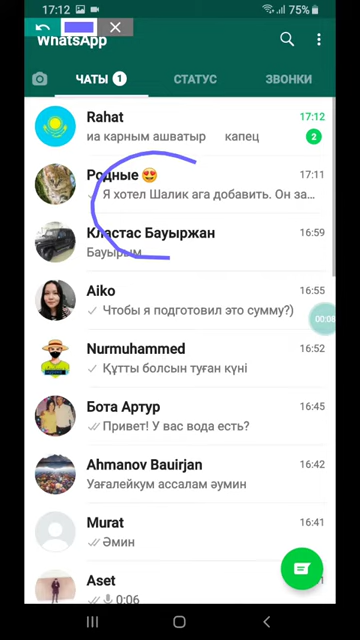 17:12 75%
WhatsApp
ЧАТЫ 1 СТАТУС ЗВОНКИ
Rahat 17:12
иа карным ашватыр капец 2
Родные 😍 17:11
Я хотел Шалик ага добавить. Он за...
Кластас Бауыржан 16:59
Бауырым
Aiko 16:55
Чтобы я подготовил это сумму?)
00:08
Nurmuhammed 16:52
Құтты болсын туған күні
Бота Артур 16:45
Привет! У вас вода есть?
Ahmanov Bauirjan 16:42
Уағалейкум ассалам әумин
Murat 16:41
Әмин
Aset
0:06